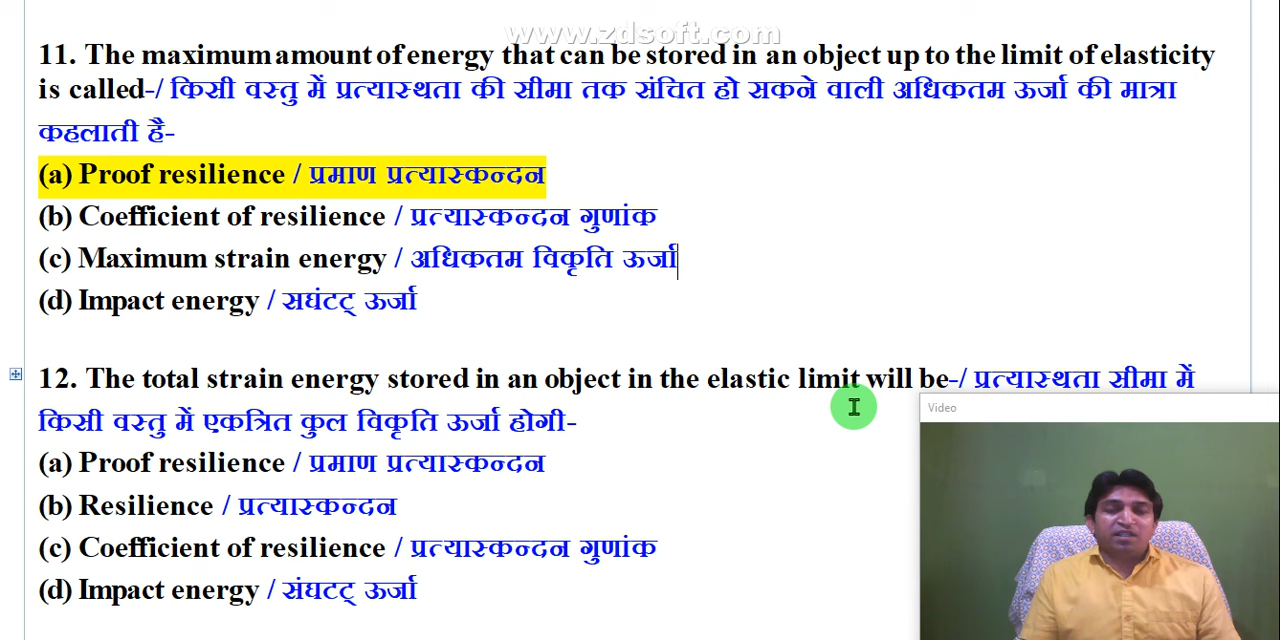 www.zdsoft.com
11. The maximum amount of energy that can be stored in an object up to the limit of elasticity
is called-/ किसी वस्तु में प्रत्यास्थता की सीमा तक संचित हो सकने वाली अधिकतम ऊर्जा की मात्रा
कहलाती है-
(a) Proof resilience / प्रमाण प्रत्यास्कन्दन
(b) Coefficient of resilience / प्रत्यास्कन्दन गुणांक
(c) Maximum strain energy / अधिकतम विकृति ऊर्जा
(d) Impact energy / सघंटट् ऊर्जा
12. The total strain energy stored in an object in the elastic limit will be-/ प्रत्यास्थता सीमा में
किसी वस्तु में एकत्रित कुल विकृति ऊर्जा होगी-
Video
(a) Proof resilience / प्रमाण प्रत्यास्कन्दन
(b) Resilience / प्रत्यास्कन्दन
(c) Coefficient of resilience / प्रत्यास्कन्दन गुणांक
(d) Impact energy / संघटट् ऊर्जा